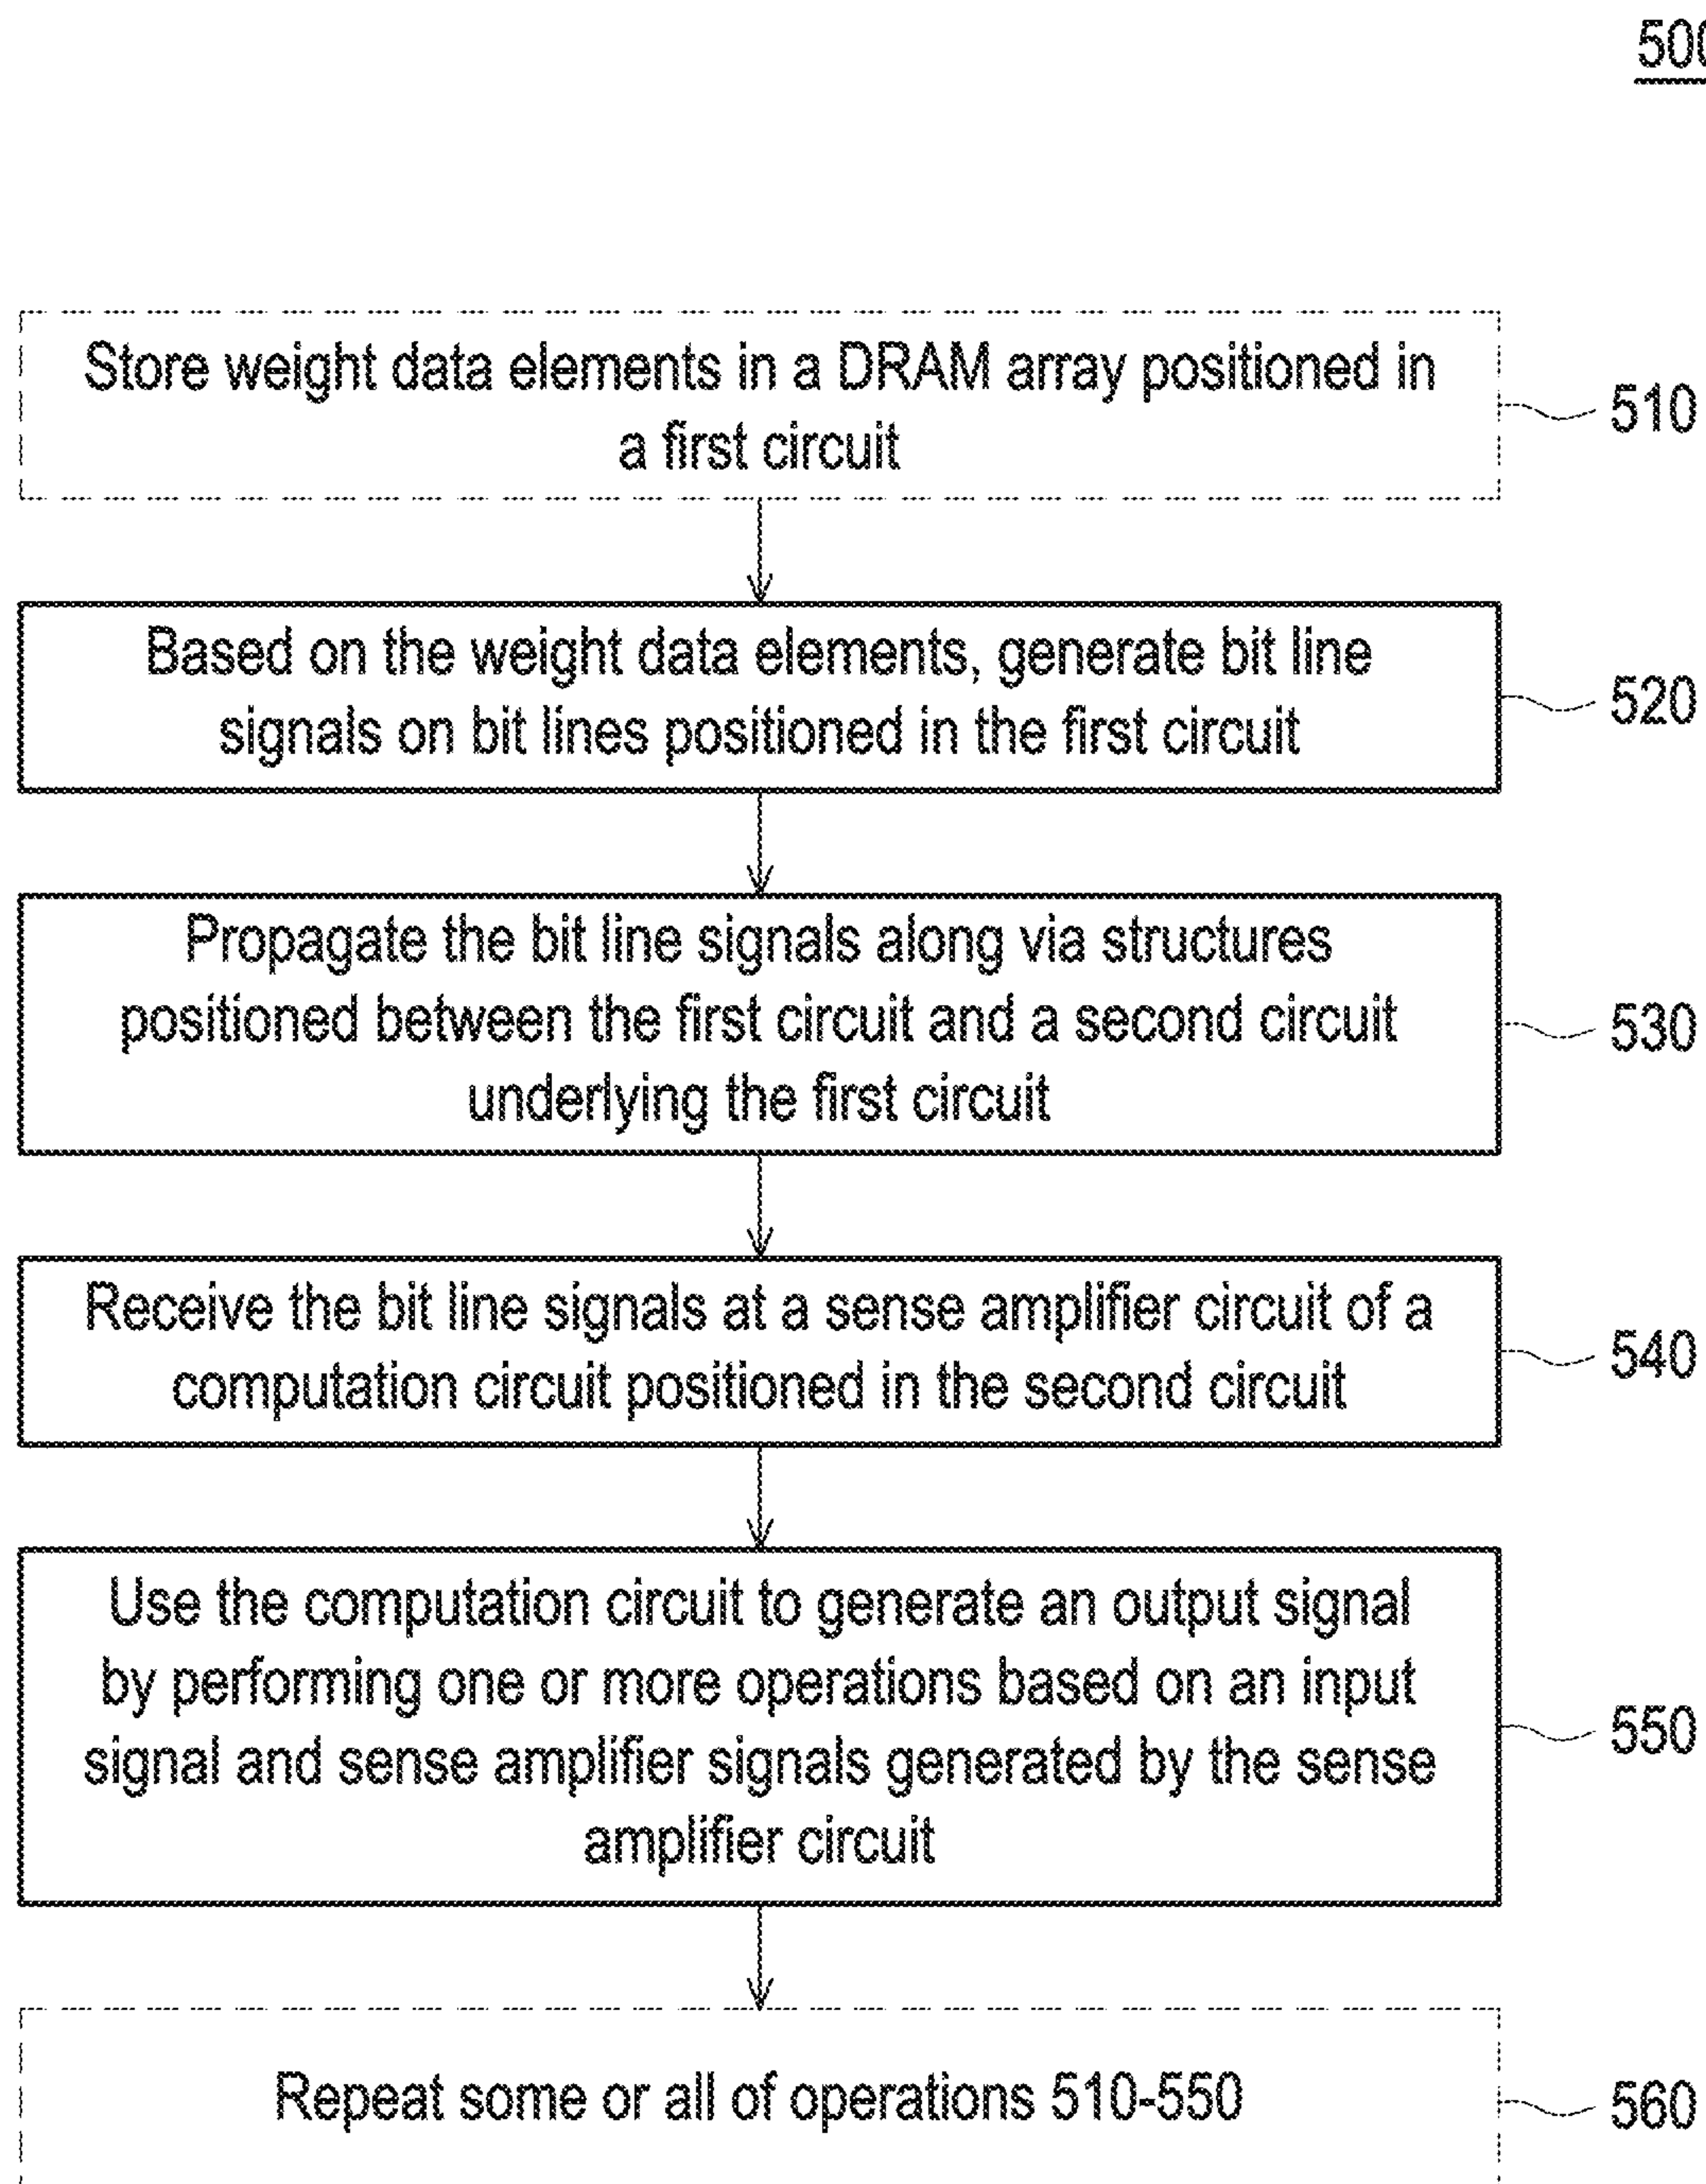 500
Store weight data elements in a DRAM array positioned in
a first circuit
510
Based on the weight data elements, generate bit line
signals on bit lines positioned in the first circuit
520
Propagate the bit line signals along via structures
positioned between the first circuit and a second circuit
underlying the first circuit
530
Receive the bit line signals at a sense amplifier circuit of a
computation circuit positioned in the second circuit
540
Use the computation circuit to generate an output signal
by performing one or more operations based on an input
signal and sense amplifier signals generated by the sense
amplifier circuit
550
Repeat some or all of operations 510-550
560